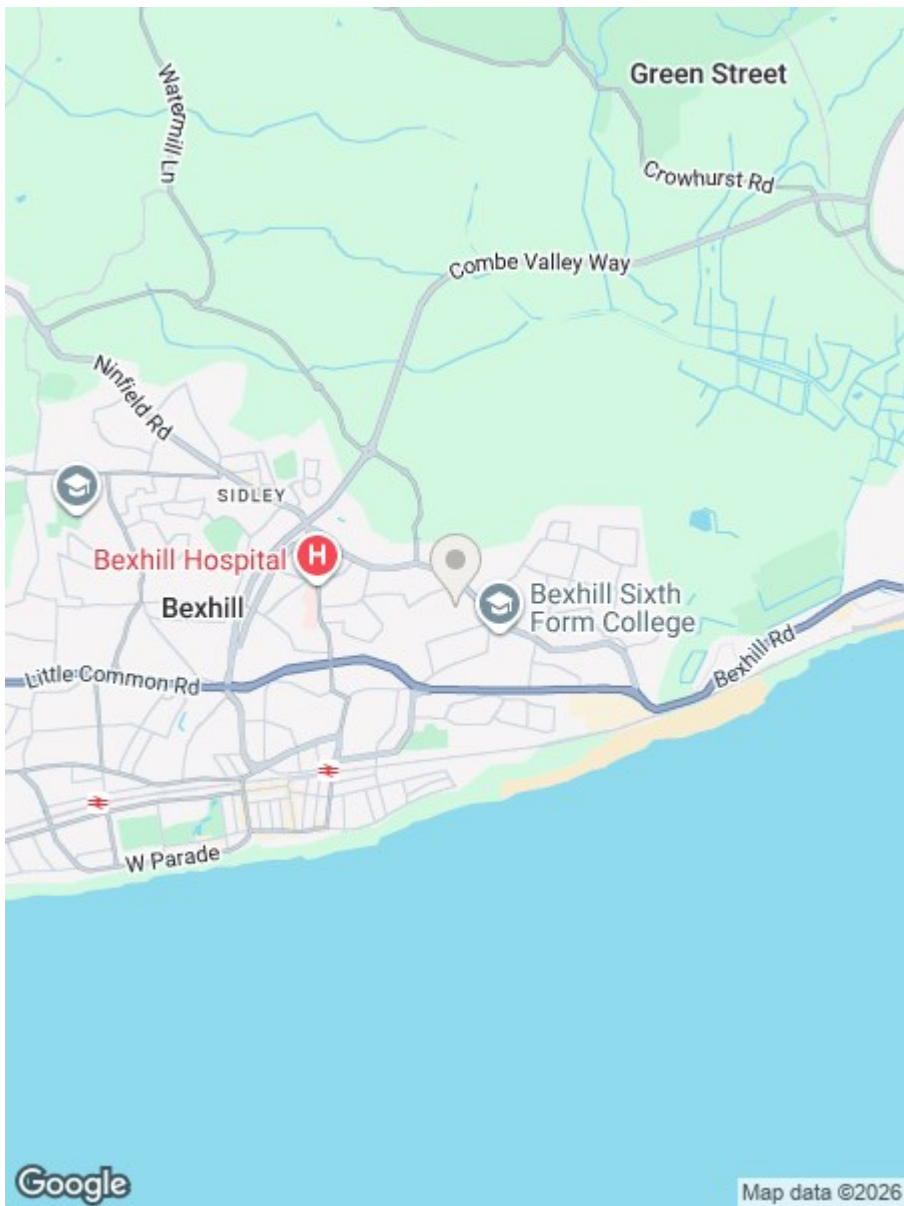 Green Street
Watermill Ln
Crowhurst Rd
Combe Valley Way
Ninfield Rd
SIDLEY
Bexhill Hospital
H
Bexhill
Bexhill Sixth
Form College
Bexhill Rd
Little Common Rd
W Parade
Google
Map data ©2026